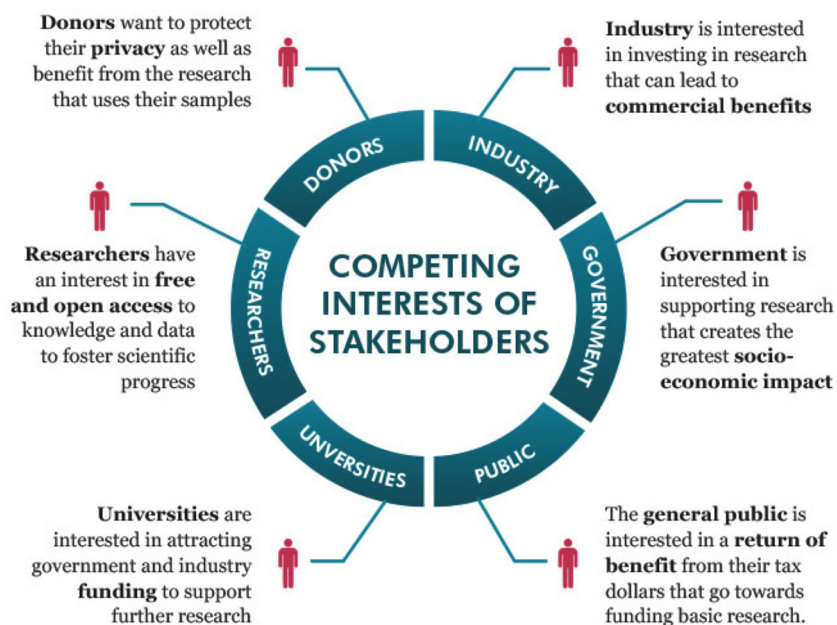 Donors want to protect
their privacy as well as
benefit from the research
that uses their samples
Industry is interested
in investing in research
that can lead to
commercial benefits
DONORS
INDUSTRY
Researchers have
an interest in free
and open access to
knowledge and data
to foster scientific
progress
RESEARCHERS
COMPETING
INTERESTS OF
STAKEHOLDERS
GOVERNMENT
Government is
interested in
supporting research
that creates the
greatest socio-
economic impact
UNVERSITIES
PUBLIC
Universities are
interested in attracting
government and industry
funding to support
further research
The general public is
interested in a return of
benefit from their tax
dollars that go towards
funding basic research.